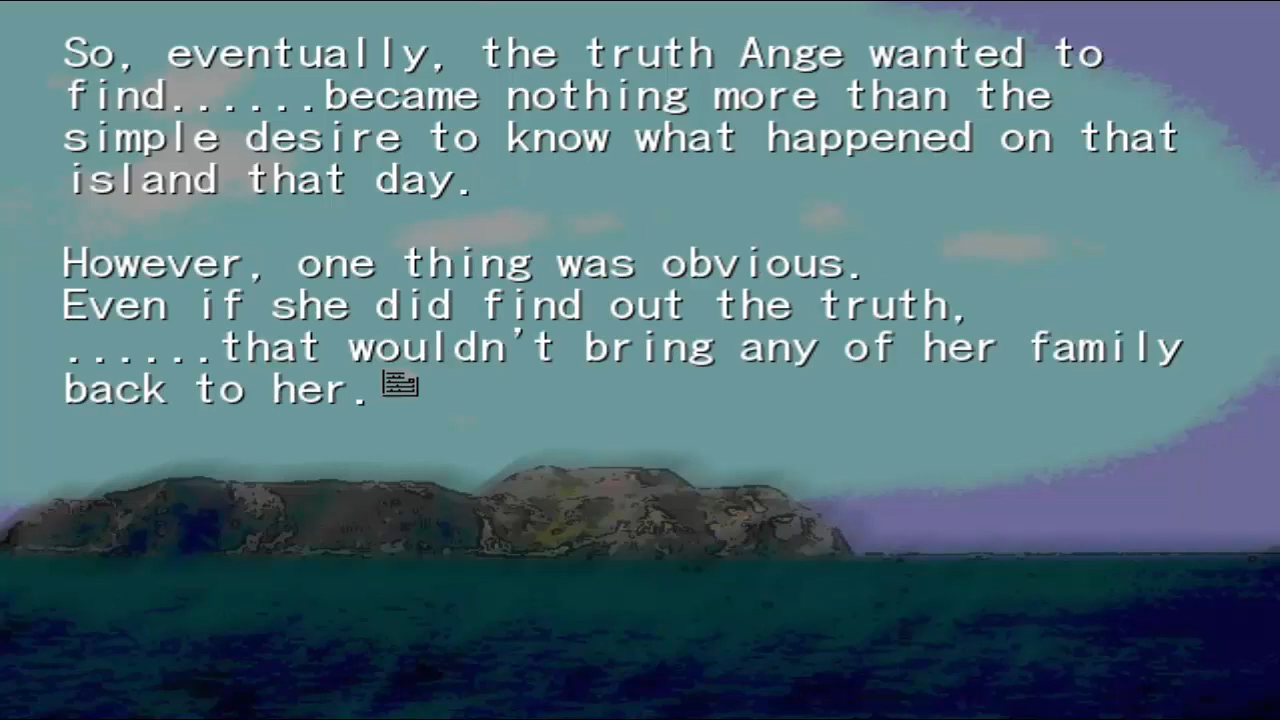 So, eventually, the truth Ange wanted to
find......became nothing more than the
simple desire to know what happened on that
island that day.
However, one thing was obvious.
Even if she did find out the truth,
......that wouldn't bring any of her family
back to her.